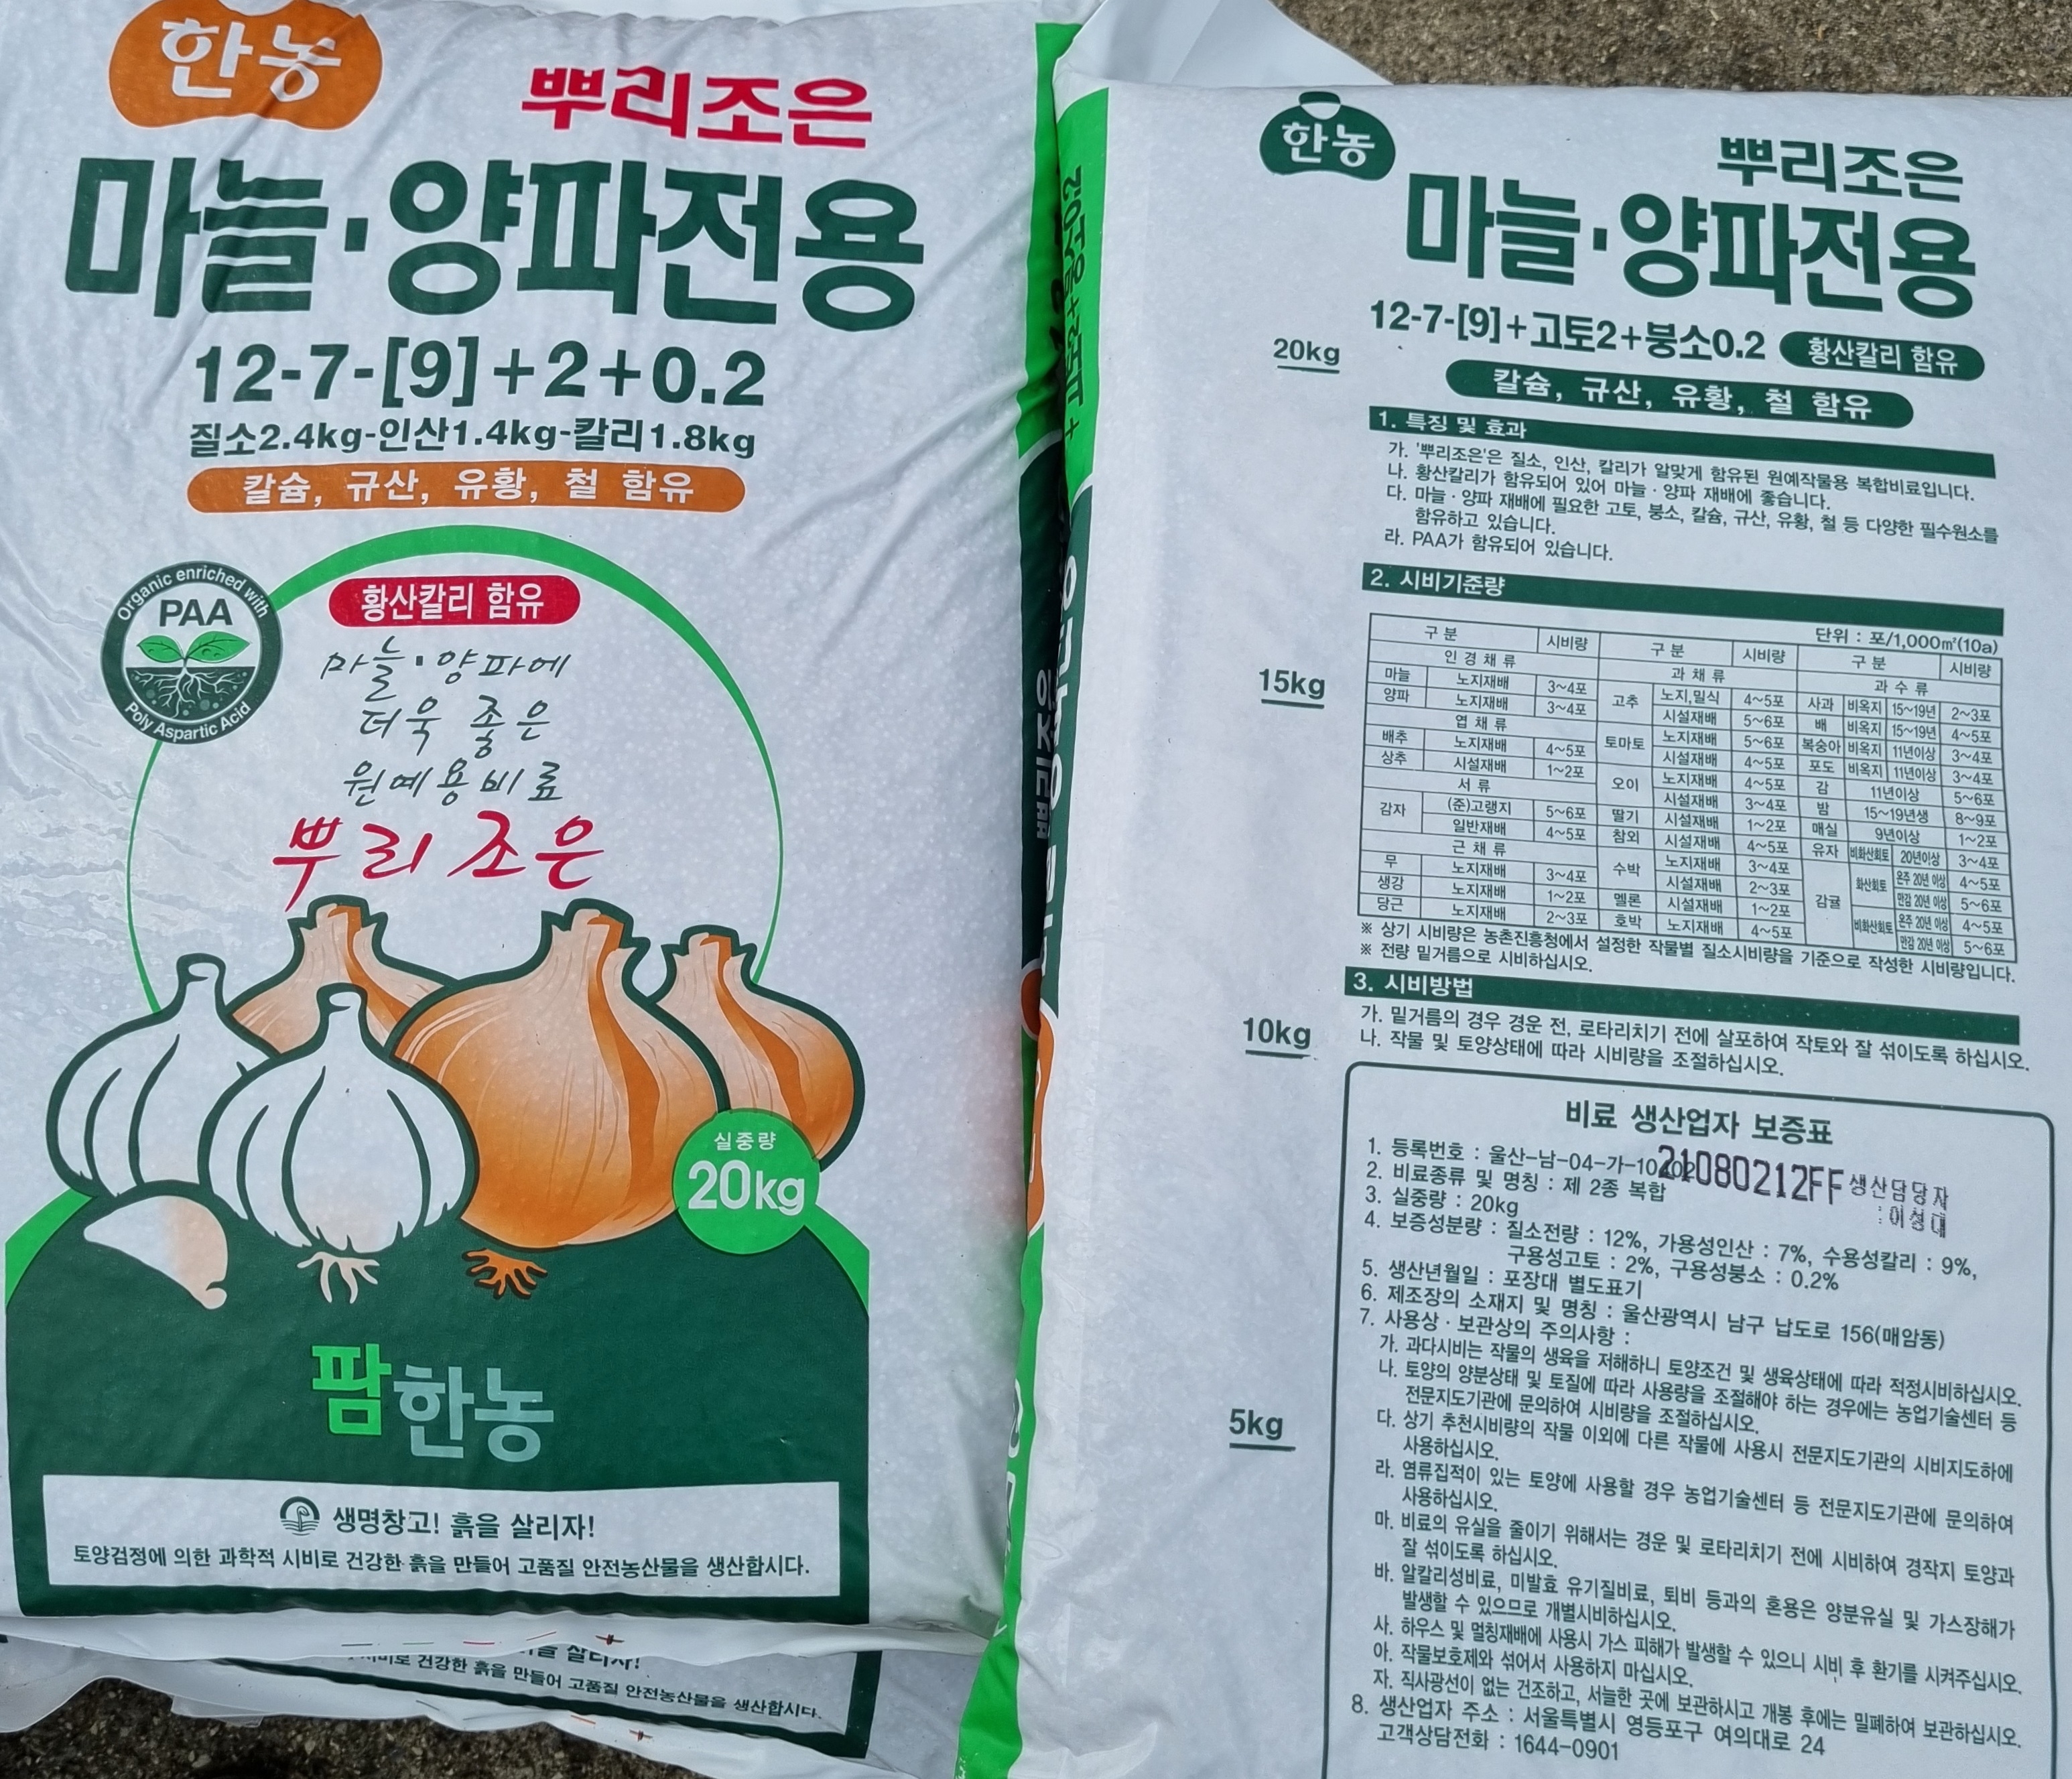 한농
뿌리조은
마늘·양파전용
12-7-[9]+2+0.2
질소2.4kg-인산1.4kg-칼리1.8kg
칼슘, 규산, 유황, 철 함유
Organic enriched with
PAA
Poly Aspartic Acid
황산칼리 함유
마늘·양파에
더욱 좋은
원예용비료
뿌리조은
실중량
20kg
팜한농
생명창고! 흙을 살리자!
토양검정에 의한 과학적 시비로 건강한 흙을 만들어 고품질 안전농산물을 생산합시다.
건강한 흙을 만들어 고품질 안전농산물을 생산합시다.
한농
뿌리조은
마늘·양파전용
12-7-[9]+고토2+붕소0.2 황산칼리 함유
칼슘, 규산, 유황, 철 함유
20kg
15kg
10kg
5kg
1. 특징 및 효과
가. '뿌리조은'은 질소, 인산, 칼리가 알맞게 함유된 원예작물용 복합비료입니다.
나. 황산칼리가 함유되어 있어 마늘·양파 재배에 좋습니다.
다. 마늘·양파 재배에 필요한 고토, 붕소, 칼슘, 규산, 유황, 철 등 다양한 필수원소를
함유하고 있습니다.
라. PAA가 함유되어 있습니다.
2. 시비기준량
단위 : 포/1,000㎡(10a)
구 분 시비량 구 분 시비량 구 분 시비량
인 경 채 류 과 채 류 과 수 류
마늘 노지재배 3~4포 고추 노지,밀식 4~5포 사과 비옥지 15~19년 2~3포
양파 노지재배 3~4포 시설재배 5~6포 배 비옥지 15~19년 4~5포
엽 채 류 토마토 노지재배 5~6포 복숭아 비옥지 11년이상 3~4포
배추 노지재배 4~5포 시설재배 4~5포 포도 비옥지 11년이상 3~4포
상추 시설재배 1~2포 오이 노지재배 4~5포 감 11년이상 5~6포
서 류 시설재배 3~4포 밤 15~19년생 8~9포
감자 (준)고랭지 5~6포 딸기 시설재배 1~2포 매실 9년이상 1~2포
일반재배 4~5포 참외 시설재배 4~5포 유자 비화산회토 20년이상 3~4포
근 채 류 수박 노지재배 3~4포 감귤 화산회토 온주 20년 이상 4~5포
무 노지재배 3~4포 시설재배 2~3포 만감 20년 이상 5~6포
생강 노지재배 1~2포 멜론 시설재배 1~2포 비화산회토 온주 20년 이상 4~5포
당근 노지재배 2~3포 호박 노지재배 4~5포 만감 20년 이상 5~6포
※ 상기 시비량은 농촌진흥청에서 설정한 작물별 질소시비량을 기준으로 작성한 시비량입니다.
※ 전량 밑거름으로 시비하십시오.
3. 시비방법
가. 밑거름의 경우 경운 전, 로타리치기 전에 살포하여 작토와 잘 섞이도록 하십시오.
나. 작물 및 토양상태에 따라 시비량을 조절하십시오.
비료 생산업자 보증표
1. 등록번호 : 울산-남-04-가-10
21080212FF 생산담당자
: 이성대
2. 비료종류 및 명칭 : 제 2종 복합
3. 실중량 : 20kg
4. 보증성분량 : 질소전량 : 12%, 가용성인산 : 7%, 수용성칼리 : 9%,
구용성고토 : 2%, 구용성붕소 : 0.2%
5. 생산년월일 : 포장대 별도표기
6. 제조장의 소재지 및 명칭 : 울산광역시 남구 납도로 156(매암동)
7. 사용상·보관상의 주의사항 :
가. 과다시비는 작물의 생육을 저해하니 토양조건 및 생육상태에 따라 적정시비하십시오.
나. 토양의 양분상태 및 토질에 따라 사용량을 조절해야 하는 경우에는 농업기술센터 등
전문지도기관에 문의하여 시비량을 조절하십시오.
다. 상기 추천시비량의 작물 이외에 다른 작물에 사용시 전문지도기관의 시비지도하에
사용하십시오.
라. 염류집적이 있는 토양에 사용할 경우 농업기술센터 등 전문지도기관에 문의하여
사용하십시오.
마. 비료의 유실을 줄이기 위해서는 경운 및 로타리치기 전에 시비하여 경작지 토양과
잘 섞이도록 하십시오.
바. 알칼리성비료, 미발효 유기질비료, 퇴비 등과의 혼용은 양분유실 및 가스장해가
발생할 수 있으므로 개별시비하십시오.
사. 하우스 및 멀칭재배에 사용시 가스 피해가 발생할 수 있으니 시비 후 환기를 시켜주십시오.
아. 작물보호제와 섞어서 사용하지 마십시오.
자. 직사광선이 없는 건조하고, 서늘한 곳에 보관하시고 개봉 후에는 밀폐하여 보관하십시오.
8. 생산업자 주소 : 서울특별시 영등포구 여의대로 24
고객상담전화 : 1644-0901